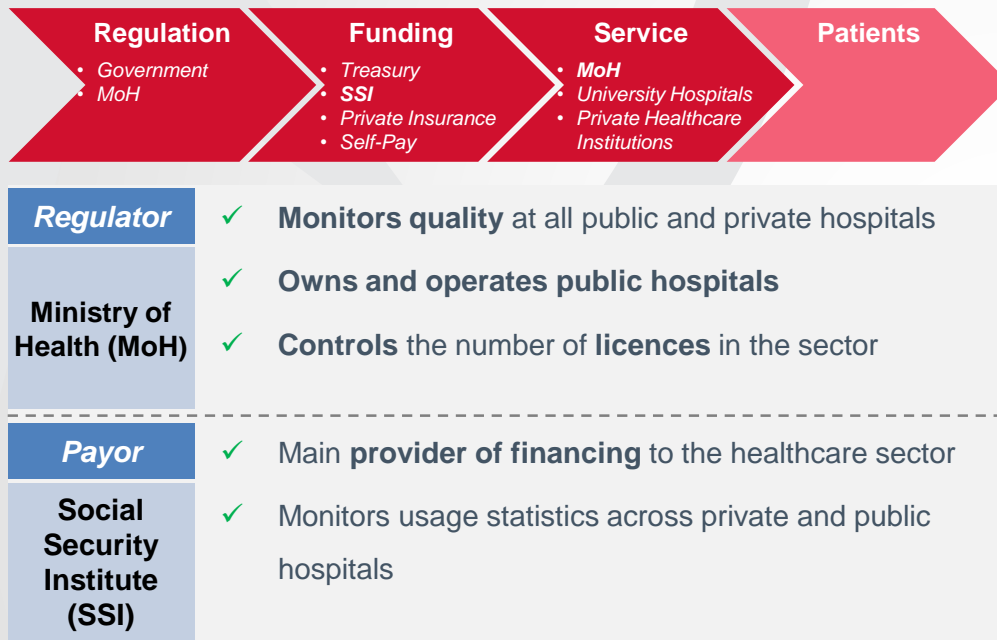 Regulation
• Government
• MoH
Funding
• Treasury
• SSI
• Private Insurance
• Self-Pay
Service
• MoH
• University Hospitals
• Private Healthcare
Institutions
Patients
Regulator
Ministry of
Health (MoH)
✓ Monitors quality at all public and private hospitals
✓ Owns and operates public hospitals
✓ Controls the number of licences in the sector
Payor
Social
Security
Institute
(SSI)
✓ Main provider of financing to the healthcare sector
✓ Monitors usage statistics across private and public
hospitals